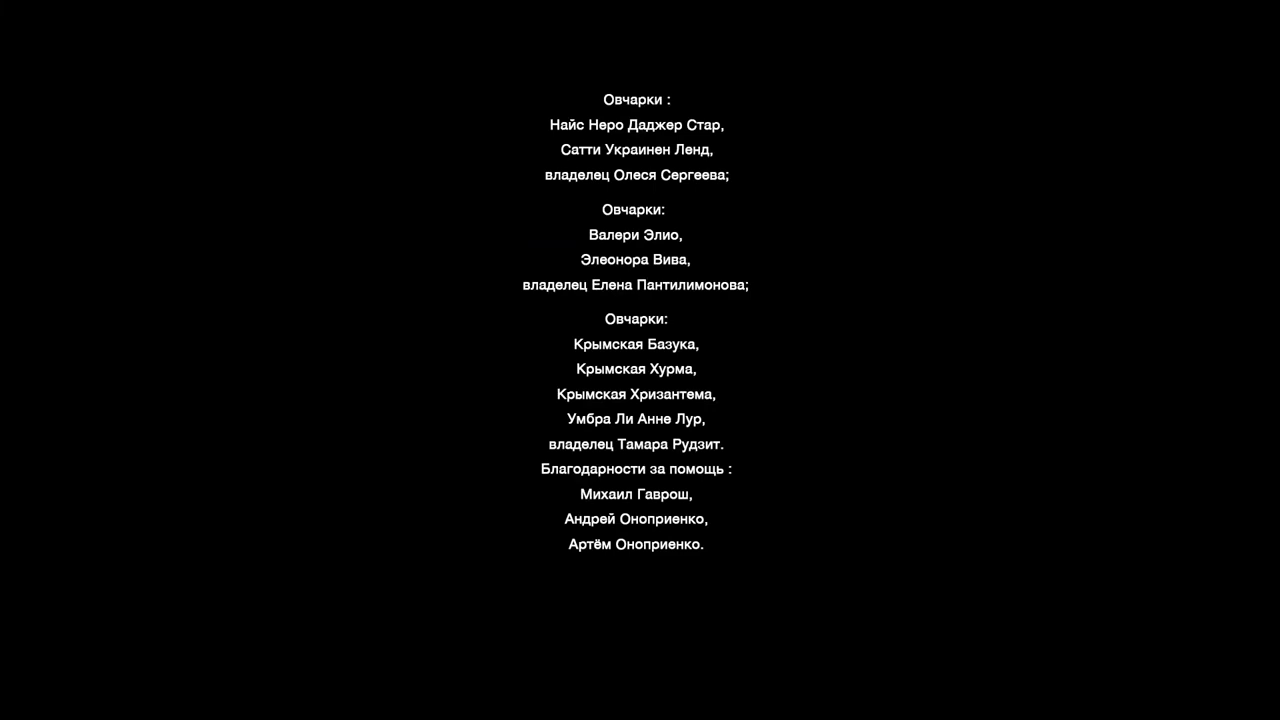 Овчарки :
Найс Неро Даджер Стар,
Сатти Украинен Ленд,
владелец Олеся Сергеева;
Овчарки:
Валери Элио,
Элеонора Вива,
владелец Елена Пантилимонова;
Овчарки:
Крымская Базука,
Крымская Хурма,
Крымская Хризантема,
Умбра Ли Анне Лур,
владелец Тамара Рудзит.
Благодарности за помощь :
Михаил Гаврош,
Андрей Оноприенко,
Артём Оноприенко.